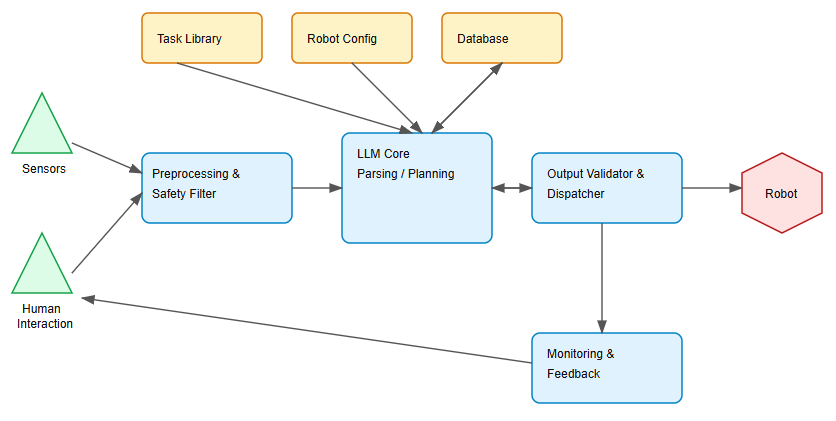 Task Library
Robot Config
Database
Sensors
Preprocessing &
Safety Filter
LLM Core
Parsing / Planning
Output Validator &
Dispatcher
Robot
Human
Interaction
Monitoring &
Feedback